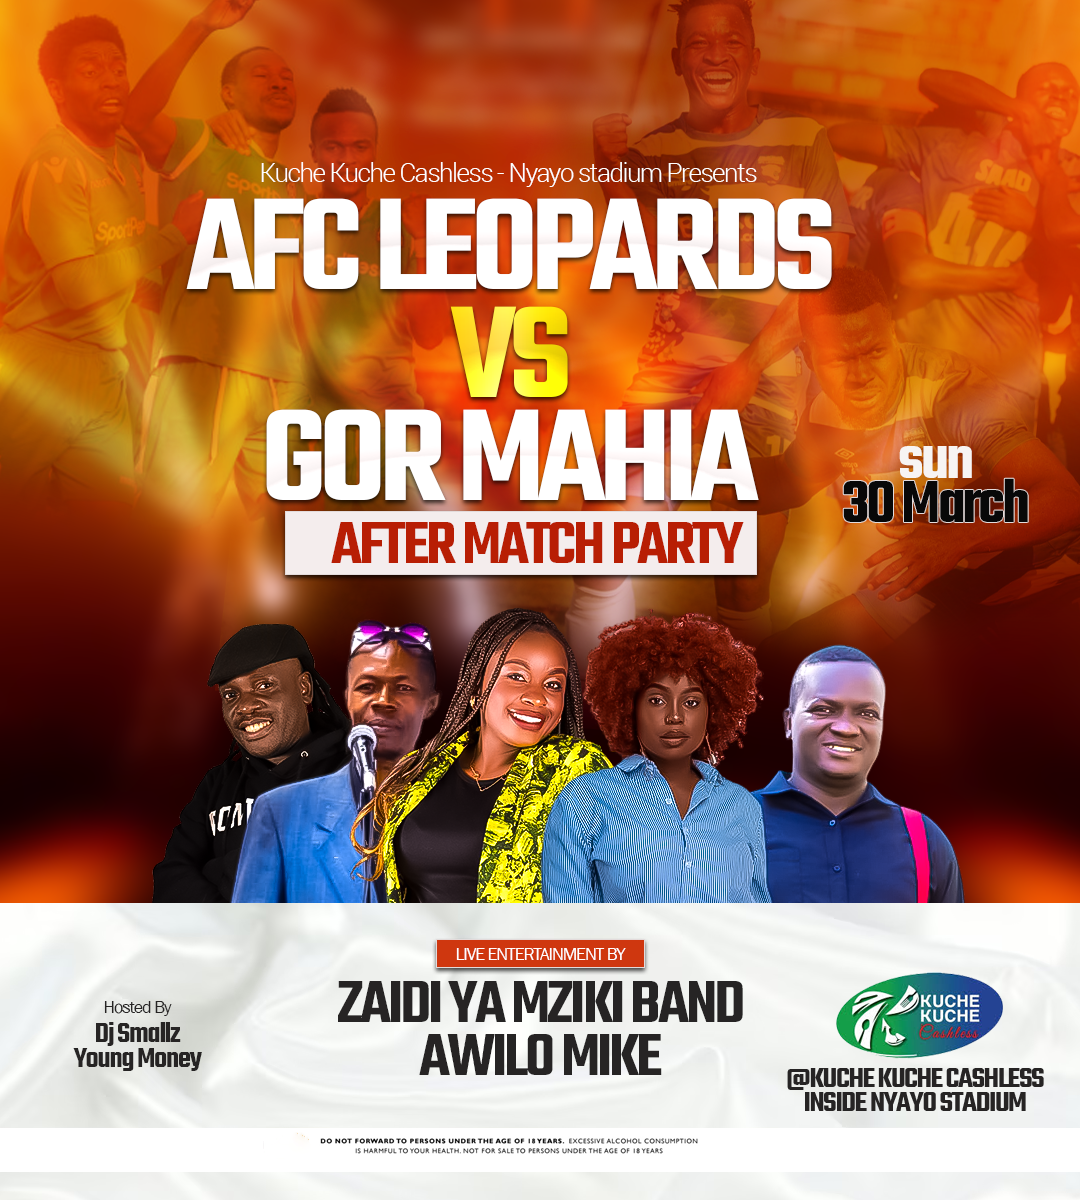 Kuche Kuche Cashless - Nyayo stadium Presents
AFC LEOPARDS
VS
GOR MAHIA
AFTER MATCH PARTY
sun
30 March
LIVE ENTERTAINMENT BY
ZAIDI YA MZIKI BAND
AWILO MIKE
Hosted By
Dj Smallz
Young Money
KUCHE
KUCHE
Cashless
@KUCHE KUCHE CASHLESS
INSIDE NYAYO STADIUM
DO NOT FORWARD TO PERSONS UNDER THE AGE OF 18 YEARS. EXCESSIVE ALCOHOL CONSUMPTION
IS HARMFUL TO YOUR HEALTH. NOT FOR SALE TO PERSONS UNDER THE AGE OF 18 YEARS